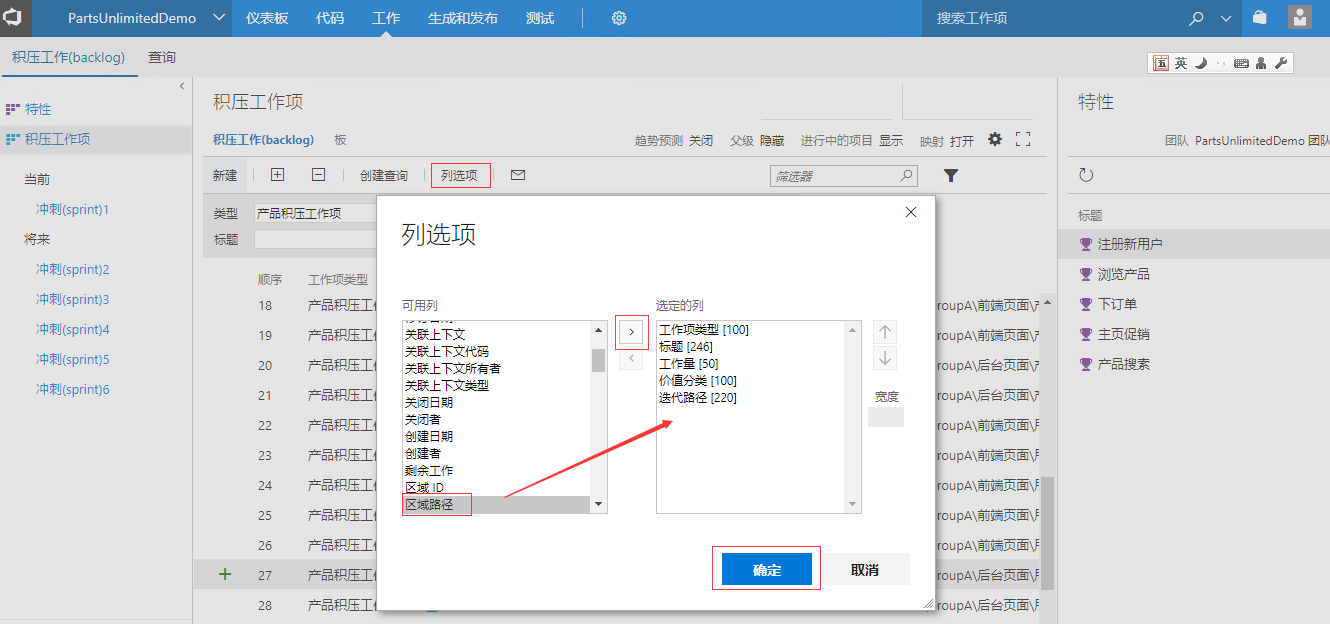 PartsUnlimitedDemo 仪表板 代码 工作 生成和发布 测试 搜索工作项
积压工作(backlog) 查询
五 英
特性
积压工作项
当前
冲刺(sprint)1
将来
冲刺(sprint)2
冲刺(sprint)3
冲刺(sprint)4
冲刺(sprint)5
冲刺(sprint)6
积压工作项
积压工作(backlog) 板 趋势预测 关闭 父级 隐藏 进行中的项目 显示 映射 打开
新建 创建查询 列选项 筛选器
类型 产品积压工作项
标题
顺序 工作项类型
18 产品积压工 roupA\前端页面\
19 产品积压工 roupA\前端页面\
20 产品积压工 roupA\后台页面\
21 产品积压工 roupA\后台页面\
22 产品积压工 roupA\前端页面\
23 产品积压工 roupA\后台页面\
24 产品积压工 roupA\前端页面\
25 产品积压工 roupA\前端页面\
26 产品积压工 roupA\前端页面\
27 产品积压工 roupA\后台页面\
28 产品积压工 roupA\后台页面\
列选项
可用列
关联上下文
关联上下文代码
关联上下文所有者
关联上下文类型
关闭日期
关闭者
创建日期
创建者
剩余工作
区域 ID
区域路径
选定的列
工作项类型 [100]
标题 [246]
工作量 [50]
价值分类 [100]
迭代路径 [220]
宽度
确定 取消
特性
团队 PartsUnlimitedDemo 团队
标题
注册新用户
浏览产品
下订单
主页促销
产品搜索